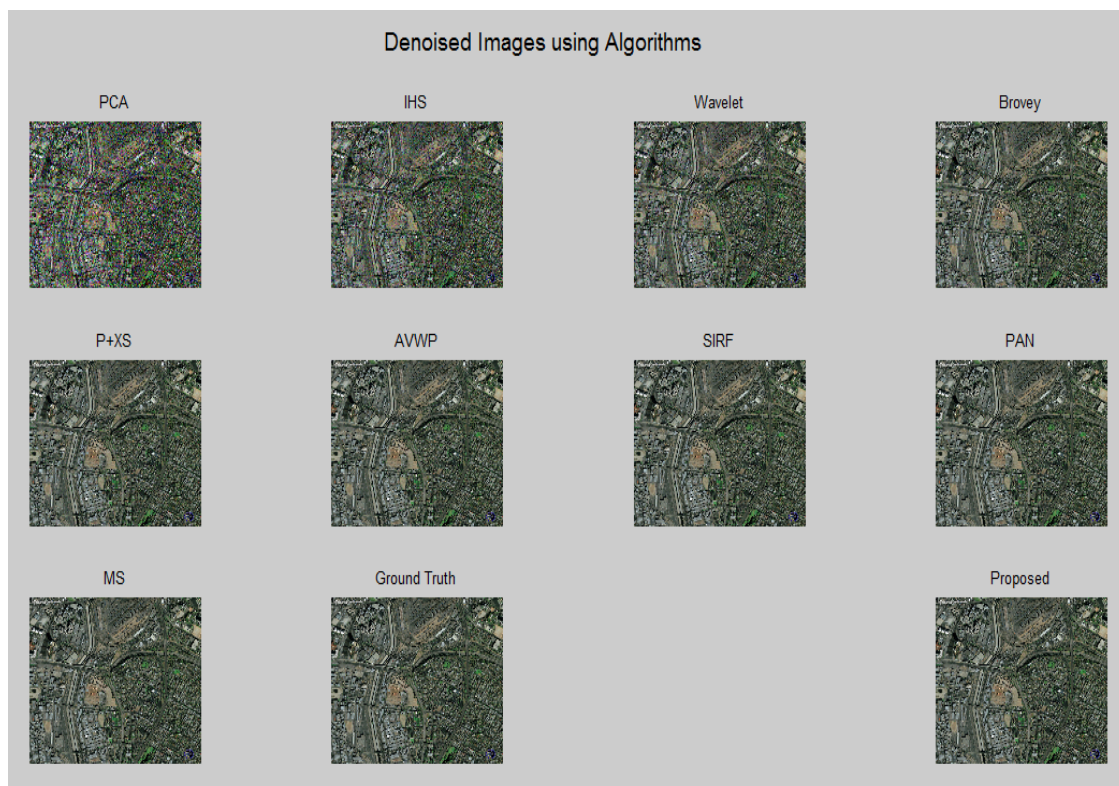 Denoised Images using Algorithms
PCA
IHS
Wavelet
Brovey
P+XS
AVWP
SIRF
PAN
MS
Ground Truth
Proposed